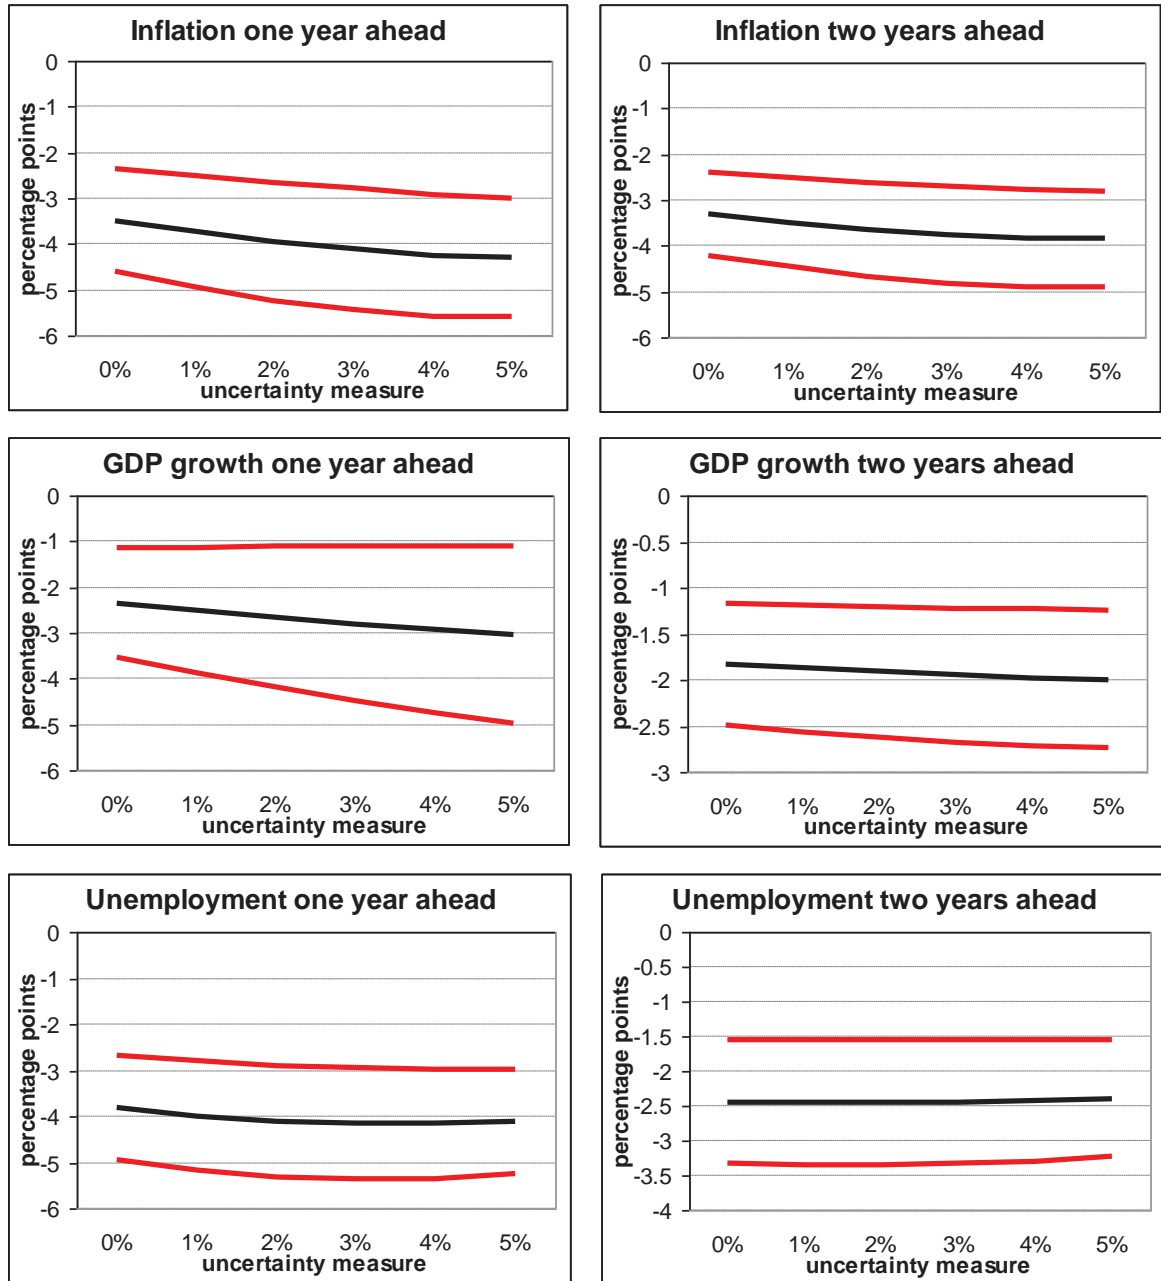 Inflation one year ahead
percentage points
0
-1
-2
-3
-4
-5
-6
0% 1% 2% 3% 4% 5%
uncertainty measure
Inflation two years ahead
percentage points
0
-1
-2
-3
-4
-5
-6
0% 1% 2% 3% 4% 5%
uncertainty measure
GDP growth one year ahead
percentage points
0
-1
-2
-3
-4
-5
-6
0% 1% 2% 3% 4% 5%
uncertainty measure
GDP growth two years ahead
percentage points
0
-0.5
-1
-1.5
-2
-2.5
-3
0% 1% 2% 3% 4% 5%
uncertainty measure
Unemployment one year ahead
percentage points
0
-1
-2
-3
-4
-5
-6
0% 1% 2% 3% 4% 5%
uncertainty measure
Unemployment two years ahead
percentage points
0
-0.5
-1
-1.5
-2
-2.5
-3
-3.5
-4
0% 1% 2% 3% 4% 5%
uncertainty measure